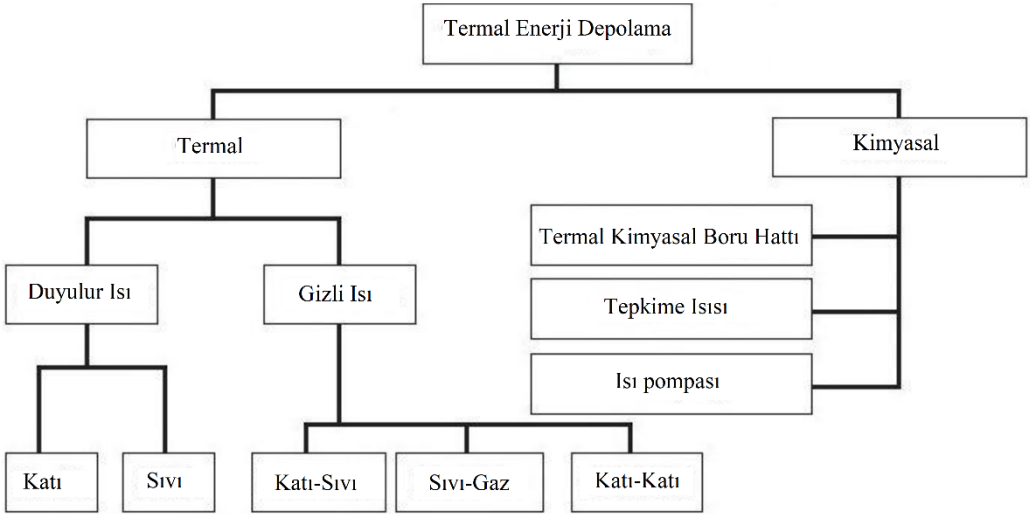 Termal Enerji Depolama
Termal
Kimyasal
Termal Kimyasal Boru Hattı
Duyulur Isı
Gizli Isı
Tepkime Isısı
Isı pompası
Katı
Sıvı
Katı-Sıvı
Sıvı-Gaz
Katı-Katı